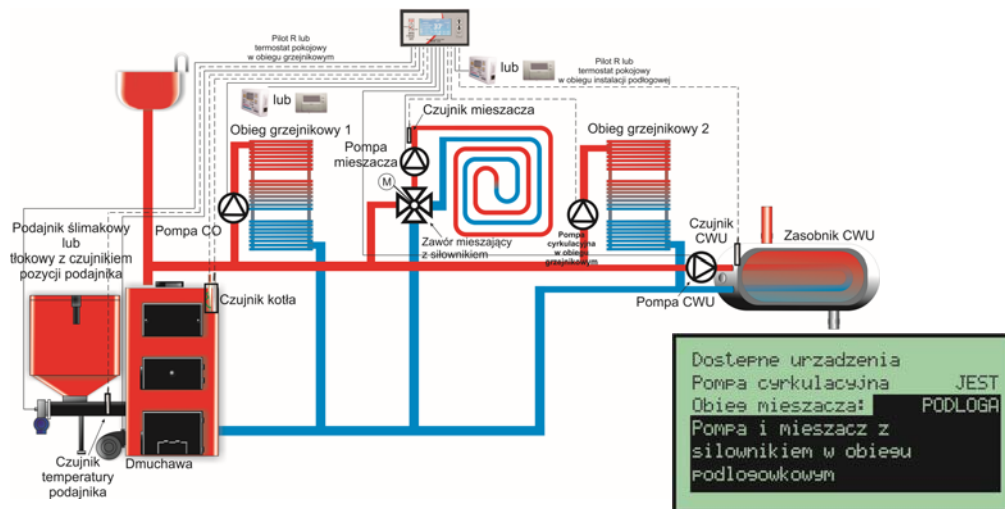 Pilot R lub
termostat pokojowy
w obiegu grzejnikowym
lub
Pilot R lub
termostat pokojowy
w obiegu instalacji podłogowej
lub
Czujnik mieszacza
Obieg grzejnikowy 1
Pompa
mieszacza
Obieg grzejnikowy 2
M
Pompa CO
Zawór mieszający
z siłownikiem
Pompa
cyrkulacyjna
w obiegu
grzejnikowym
Czujnik
CWU
Zasobnik CWU
Pompa CWU
Podajnik ślimakowy
lub
tłokowy z czujnikiem
pozycji podajnika
Czujnik kotła
Czujnik
temperatury
podajnika
Dmuchawa
Dostepne urzadzenia
Pompa cyrkulacyjna JEST
Obieg mieszacza: PODLOGA
Pompa i mieszacz z
silownikiem w obiegu
podlogowkowym